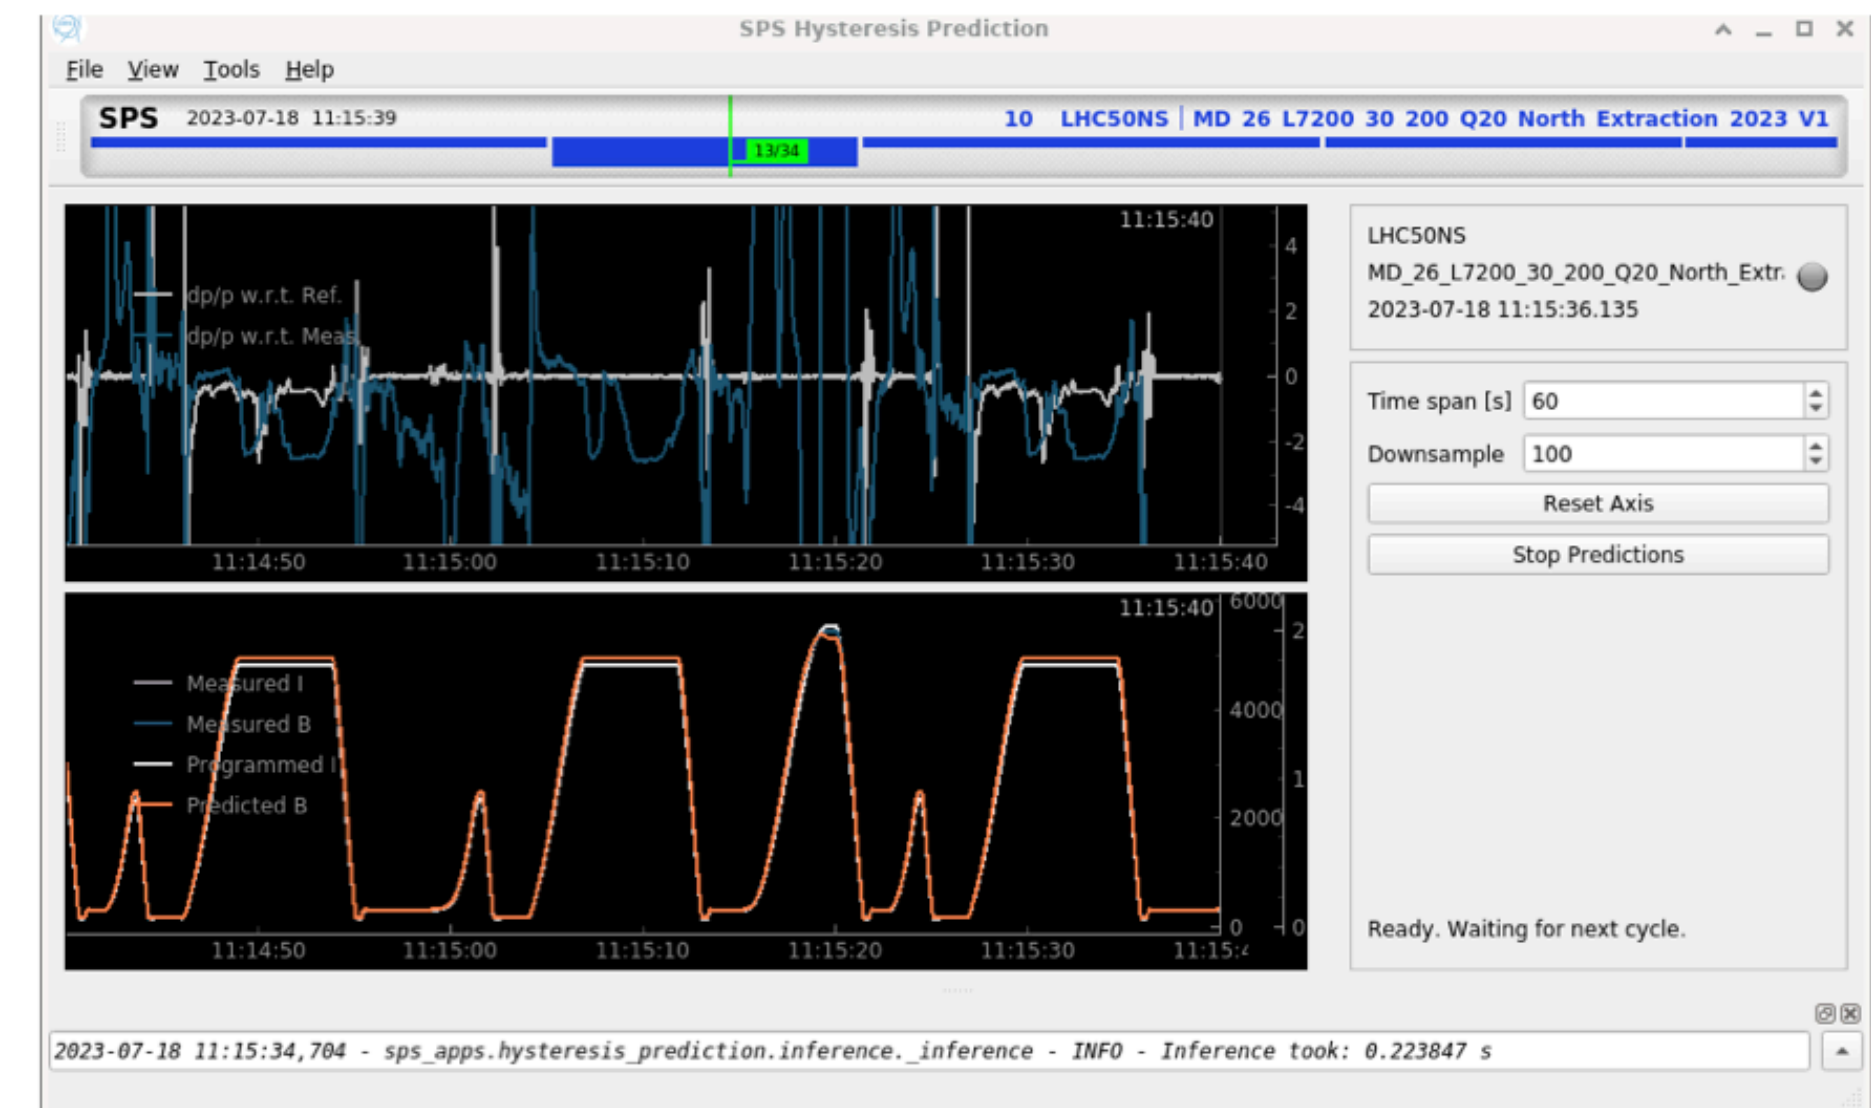 SPS Hysteresis Prediction
File View Tools Help
SPS 2023-07-18 11:15:39 10 LHC50NS MD 26 L7200 30 200 Q20 North Extraction 2023 V1
13/34
11:15:40
dp/p w.r.t. Ref.
dp/p w.r.t. Meas.
4
2
0
-2
-4
11:14:50 11:15:00 11:15:10 11:15:20 11:15:30 11:15:40
11:15:40
6000
4000
2000
0
2
1
0
Measured I
Measured B
Programmed I
Predicted B
11:14:50 11:15:00 11:15:10 11:15:20 11:15:30 11:15:4
LHC50NS
MD_26_L7200_30_200_Q20_North_Extr
2023-07-18 11:15:36.135
Time span [s] 60
Downsample 100
Reset Axis
Stop Predictions
Ready. Waiting for next cycle.
2023-07-18 11:15:34,704 - sps_apps.hysteresis_prediction.inference._inference - INFO - Inference took: 0.223847 s